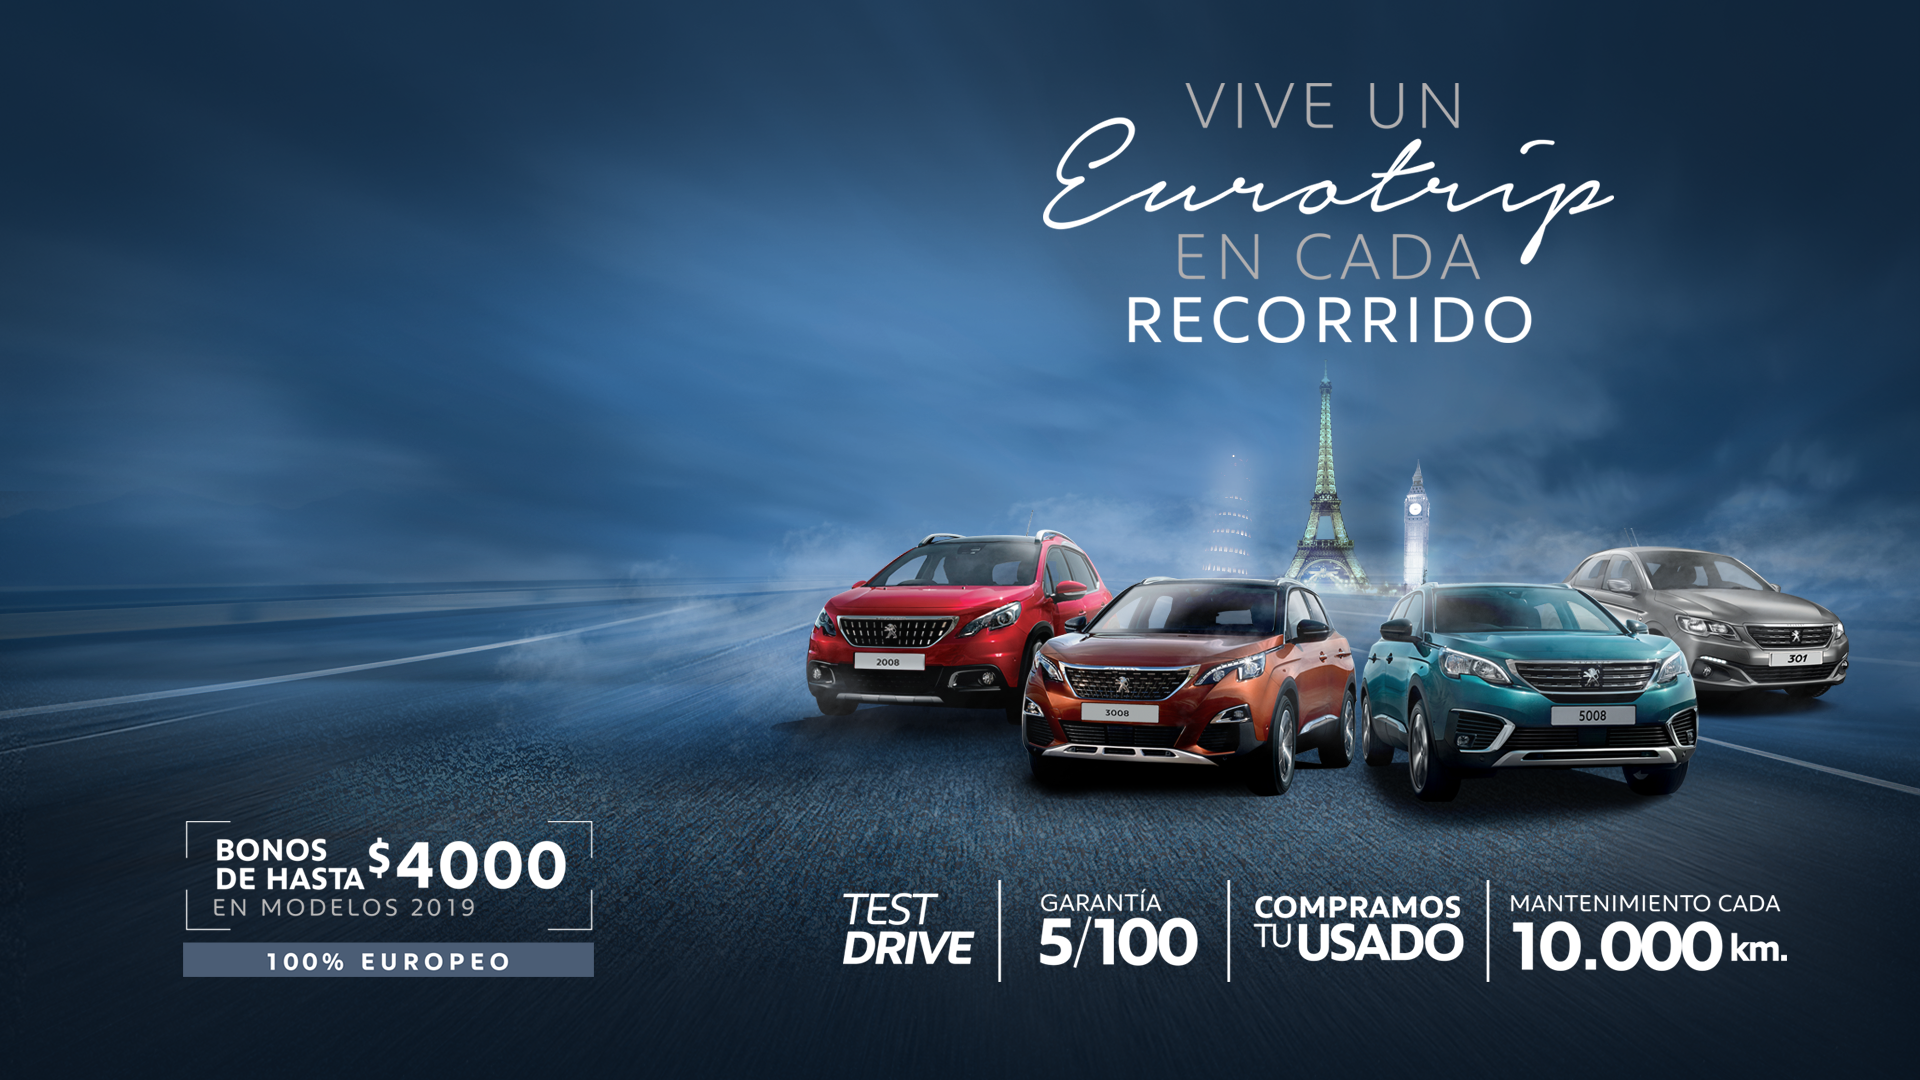 VIVE UN
Eurotrip
EN CADA
RECORRIDO
2008
3008
5008
301
BONOS
DE HASTA $4000
EN MODELOS 2019
100% EUROPEO
TEST
DRIVE
GARANTÍA
5/100
COMPRAMOS
TU USADO
MANTENIMIENTO CADA
10.000 km.